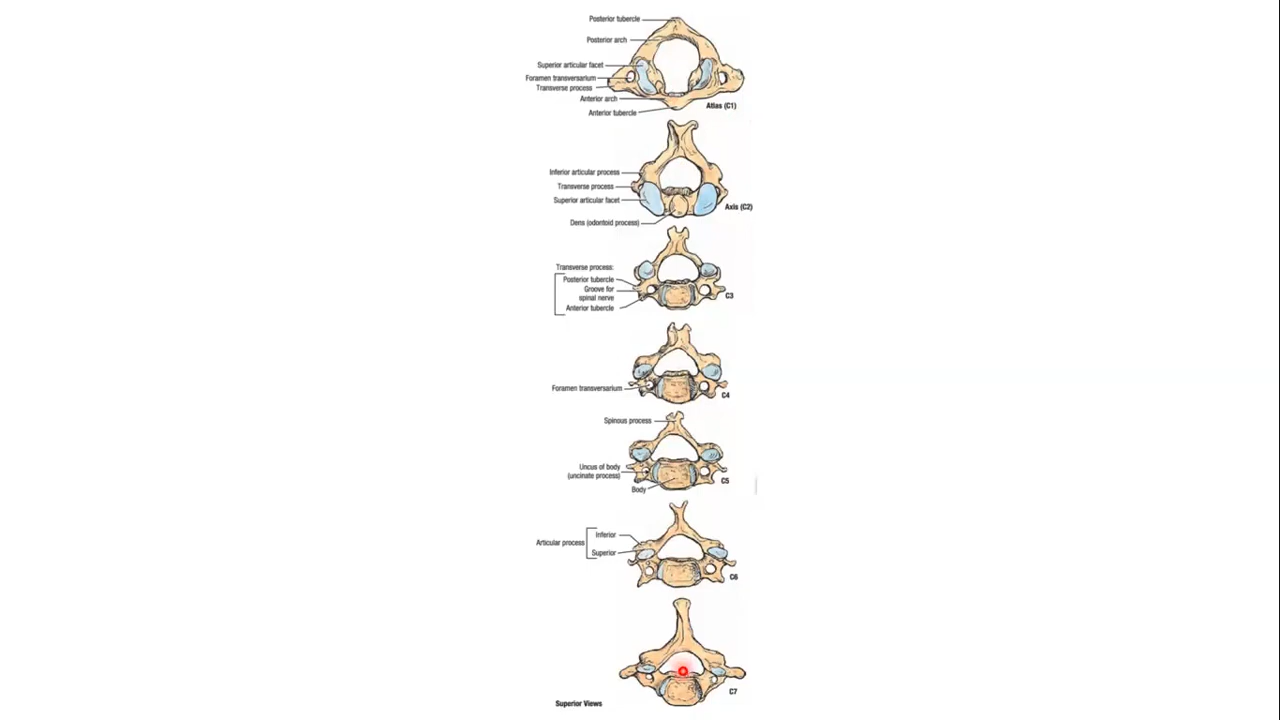 Posterior tubercle
Posterior arch
Superior articular facet
Foramen transversarium
Transverse process
Anterior arch
Atlas (C1)
Anterior tubercle
Inferior articular process
Transverse process
Superior articular facet
Axis (C2)
Dens (odontoid process)
Transverse process:
Posterior tubercle
Groove for
spinal nerve
Anterior tubercle
C3
Foramen transversarium
C4
Spinous process
Uncus of body
(uncinate process)
C5
Body
Inferior
Articular process
Superior
C6
C7
Superior Views